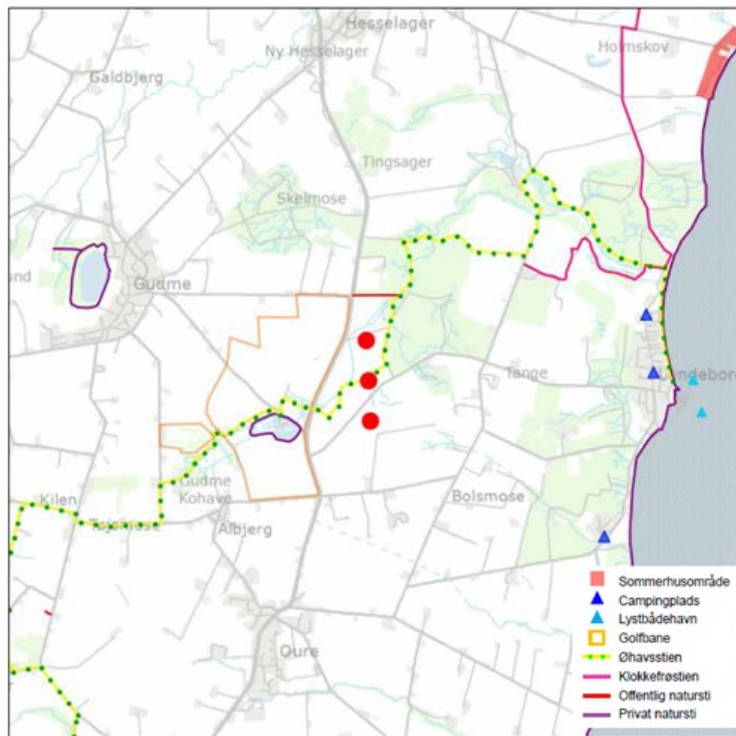 Hesselager
Ny Hesselager
Holmskov
Galdbjerg
Tingsager
Skelmose
Gudme
Tange
Gudme
Kohave
Kilen
Bolsmose
Albjerg
Oure
Sommerhusområde
Campingplads
Lystbådehavn
Golfbane
Øhavsstien
Klokkefrøstien
Offentlig natursti
Privat natursti